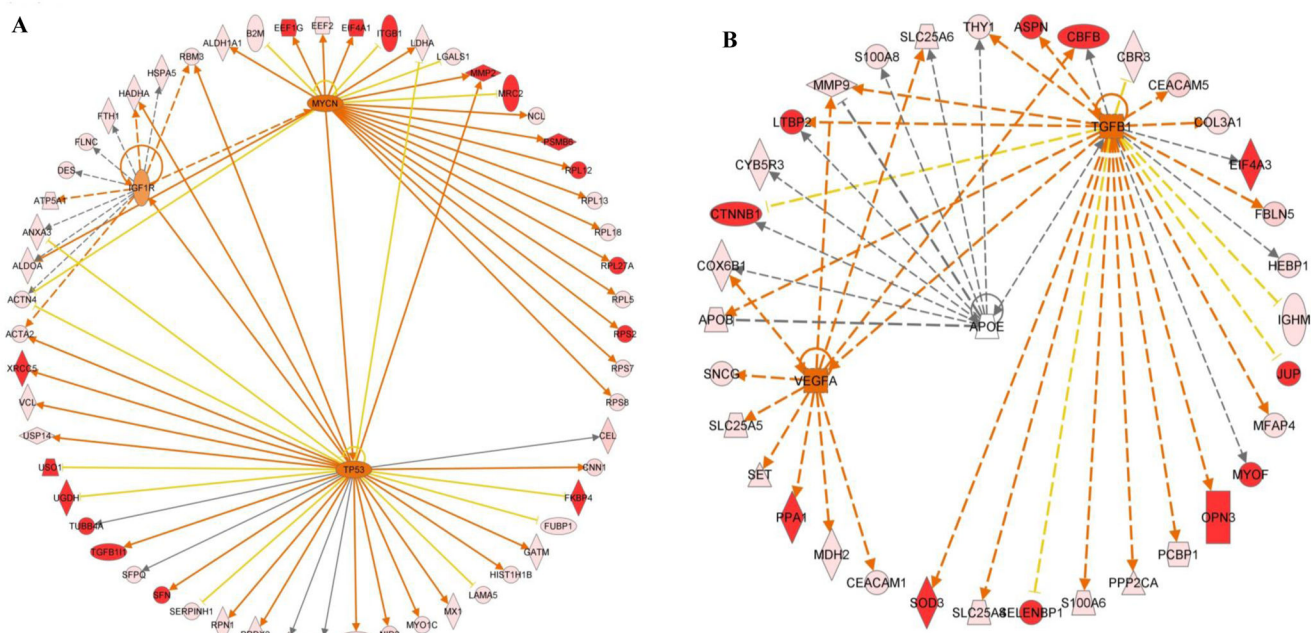 A
B2M
EEF1G
EEF2
EIF4A1
ITGB1
ALDH1A1
LDHA
RBM3
LGALS1
HSPA5
MMP2
HADHA
MRC2
MYCN
FTH1
NCL
FLNC
PSMB6
DES
RPL12
IGF1R
ATP5A1
RPL13
ANXA3
RPL18
ALDOA
RPL27A
ACTN4
RPL5
ACTA2
RPS2
XRCC5
RPS7
VCL
RPS8
USP14
CEL
USO1
TP53
CNN1
UGDH
FKBP4
TUBB4A
FUBP1
TGFB1I1
GATM
SFPQ
HIST1H1B
SFN
LAMA5
SERPINH1
MX1
RPN1
MYO1C
B
THY1
ASPN
CBFB
SLC25A6
CBR3
S100A8
CEACAM5
MMP9
COL3A1
LTBP2
TGFB1
CYB5R3
EIF4A3
CTNNB1
FBLN5
COX6B1
HEBP1
APOB
APOE
IGHM
SNCG
VEGFA
JUP
SLC25A5
MFAP4
SET
MYOF
RPA1
OPN3
MDH2
PCBP1
CEACAM1
PPP2CA
SOD3
S100A6
SELENBP1